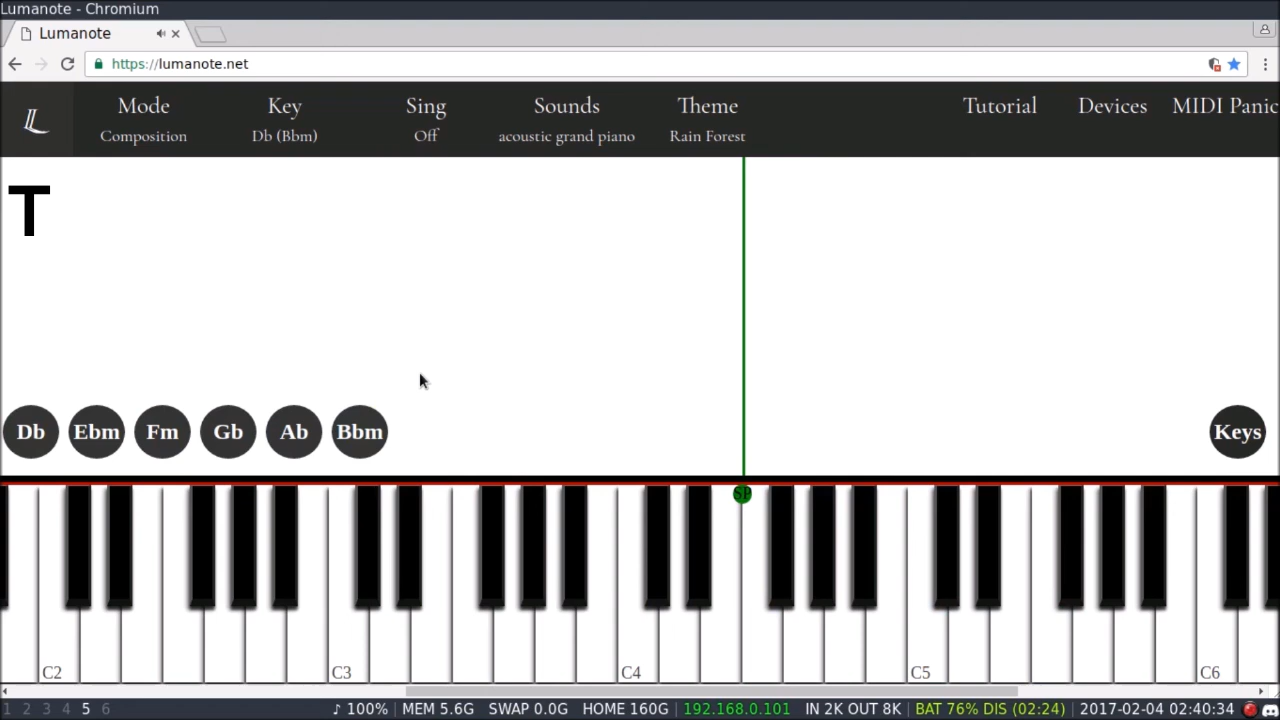 Lumanote - Chromium
Lumanote
https://lumanote.net
L Mode Key Sing Sounds Theme Tutorial Devices MIDI Panic
Composition Db (Bbm) Off acoustic grand piano Rain Forest
T
Db Ebm Fm Gb Ab Bbm Keys
SP
C2 C3 C4 C5 C6
1 2 3 4 5 6 ♪ 100% | MEM 5.6G SWAP 0.0G HOME 160G | 192.168.0.101 IN 2K OUT 8K | BAT 76% DIS (02:24) | 2017-02-04 02:40:34